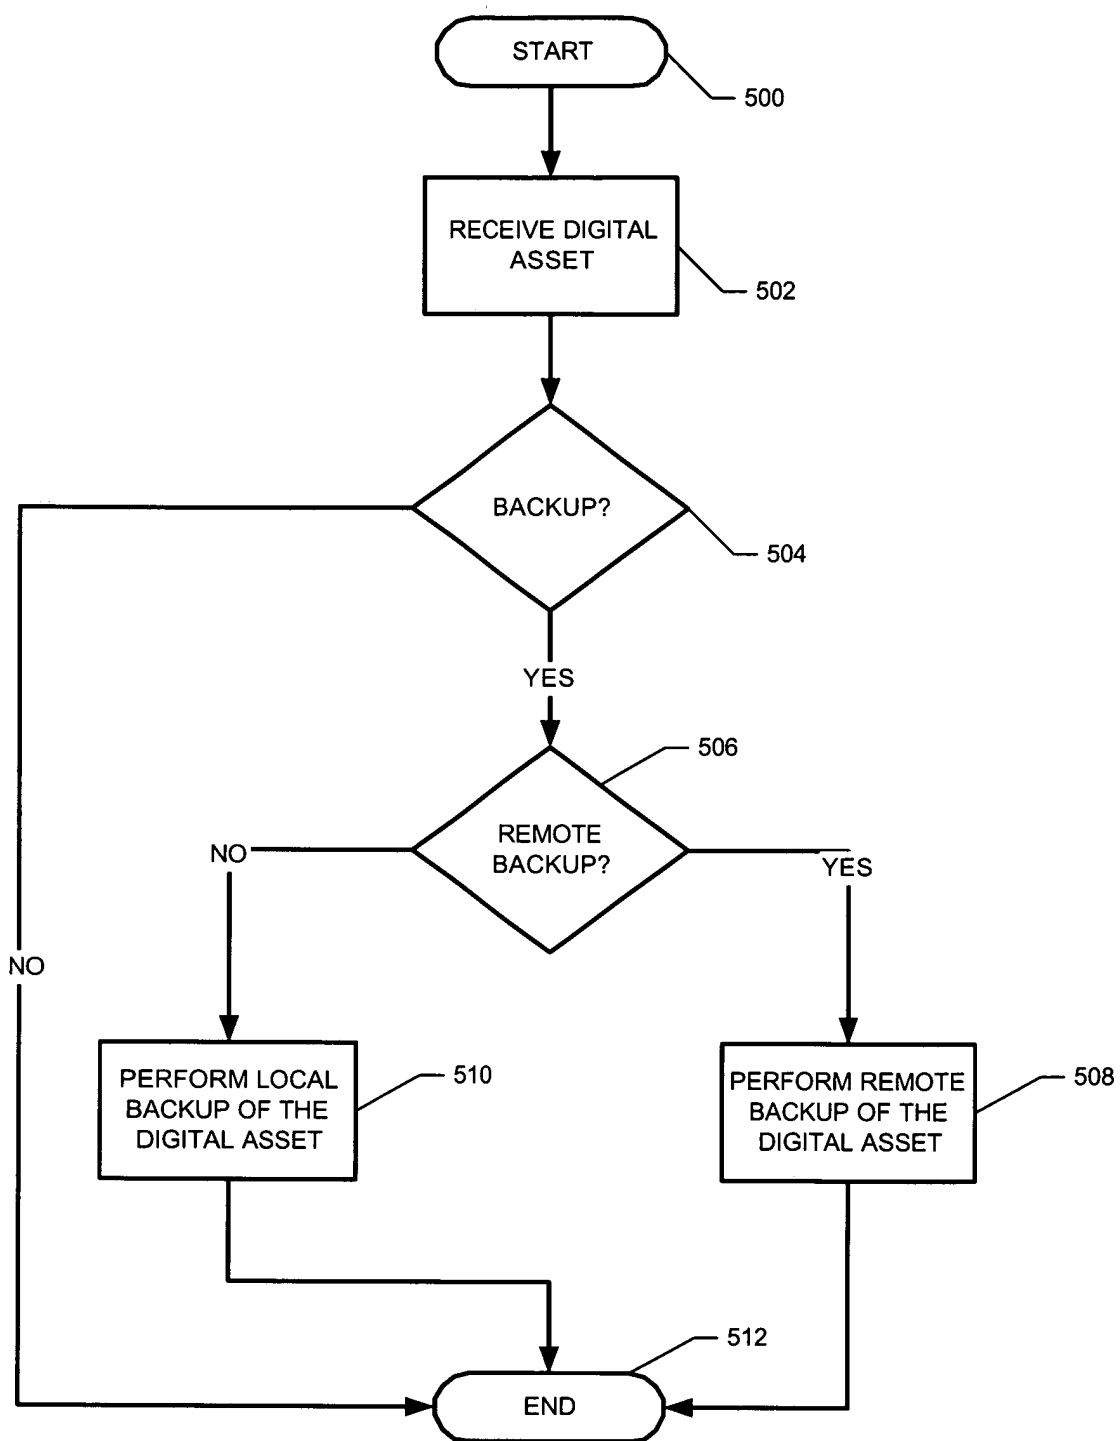 START
500
RECEIVE DIGITAL
ASSET
502
BACKUP?
504
YES
506
REMOTE
BACKUP?
NO
YES
NO
PERFORM LOCAL
BACKUP OF THE
DIGITAL ASSET
510
PERFORM REMOTE
BACKUP OF THE
DIGITAL ASSET
508
512
END